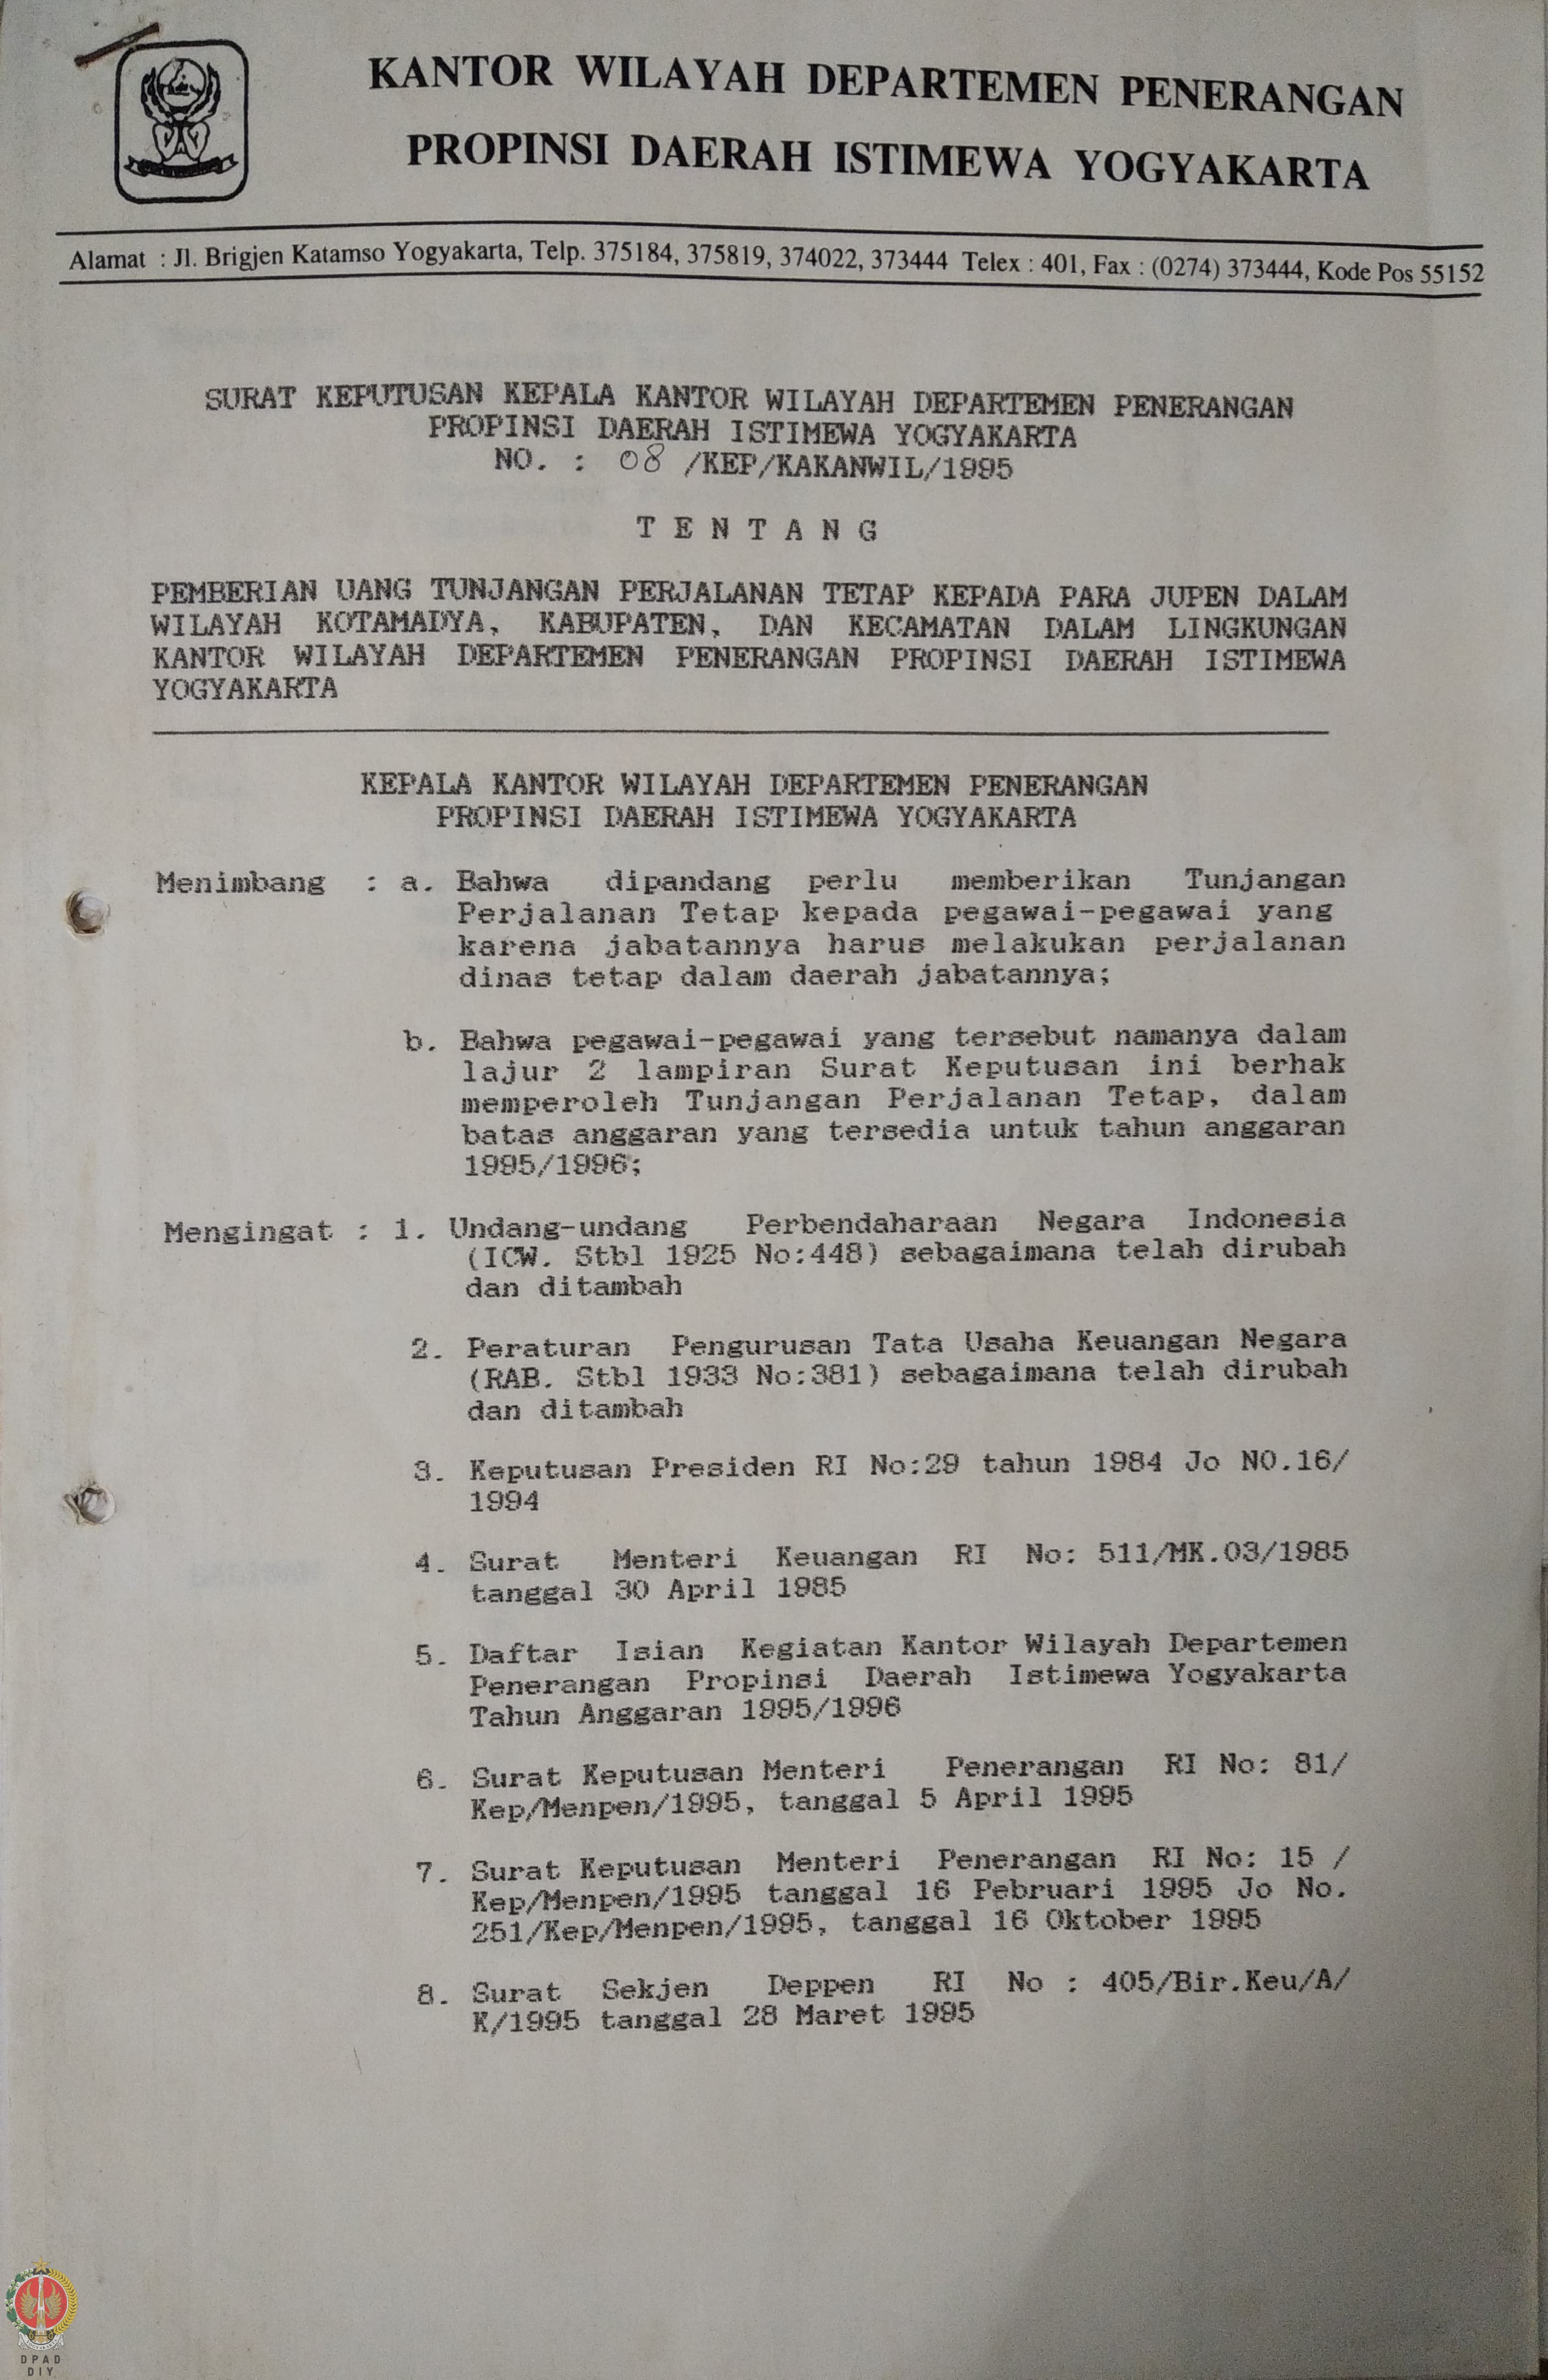 KANTOR WILAYAH DEPARTEMEN PENERANGAN
PROPINSI DAERAH ISTIMEWA YOGYAKARTA
Alamat : Jl. Brigjen Katamso Yogyakarta, Telp. 375184, 375819, 374022, 373444 Telex : 401, Fax : (0274) 373444, Kode Pos 55152
SURAT KEPUTUSAN KEPALA KANTOR WILAYAH DEPARTEMEN PENERANGAN
PROPINSI DAERAH ISTIMEWA YOGYAKARTA
NO. : 08 /KEP/KAKANWIL/1995
T E N T A N G
PEMBERIAN UANG TUNJANGAN PERJALANAN TETAP KEPADA PARA JUPEN DALAM
WILAYAH KOTAMADYA, KABUPATEN, DAN KECAMATAN DALAM LINGKUNGAN
KANTOR WILAYAH DEPARTEMEN PENERANGAN PROPINSI DAERAH ISTIMEWA
YOGYAKARTA
KEPALA KANTOR WILAYAH DEPARTEMEN PENERANGAN
PROPINSI DAERAH ISTIMEWA YOGYAKARTA
Menimbang : a. Bahwa dipandang perlu memberikan Tunjangan
Perjalanan Tetap kepada pegawai-pegawai yang
karena jabatannya harus melakukan perjalanan
dinas tetap dalam daerah jabatannya;
b. Bahwa pegawai-pegawai yang tersebut namanya dalam
lajur 2 lampiran Surat Keputusan ini berhak
memperoleh Tunjangan Perjalanan Tetap, dalam
batas anggaran yang tersedia untuk tahun anggaran
1995/1996;
Mengingat : 1. Undang-undang Perbendaharaan Negara Indonesia
(ICW. Stbl 1925 No:448) sebagaimana telah dirubah
dan ditambah
2. Peraturan Pengurusan Tata Usaha Keuangan Negara
(RAB. Stbl 1933 No:381) sebagaimana telah dirubah
dan ditambah
3. Keputusan Presiden RI No:29 tahun 1984 Jo NO.16/
1994
4. Surat Menteri Keuangan RI No: 511/MK.03/1985
tanggal 30 April 1985
5. Daftar Isian Kegiatan Kantor Wilayah Departemen
Penerangan Propinsi Daerah Istimewa Yogyakarta
Tahun Anggaran 1995/1996
6. Surat Keputusan Menteri Penerangan RI No: 81/
Kep/Menpen/1995, tanggal 5 April 1995
7. Surat Keputusan Menteri Penerangan RI No: 15 /
Kep/Menpen/1995 tanggal 16 Pebruari 1995 Jo No.
251/Kep/Menpen/1995, tanggal 16 Oktober 1995
8. Surat Sekjen Deppen RI No : 405/Bir.Keu/A/
K/1995 tanggal 28 Maret 1995
DPAD
DIY